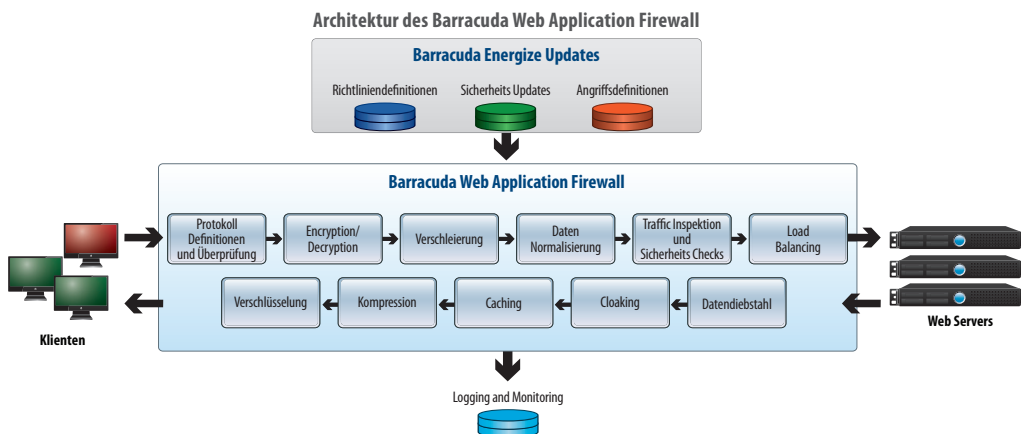 Architektur des Barracuda Web Application Firewall
Barracuda Energize Updates
Richtliniendefinitionen
Sicherheits Updates
Angriffsdefinitionen
Barracuda Web Application Firewall
Protokoll
Definitionen
und Überprüfung
Encryption/
Decryption
Verschleierung
Daten
Normalisierung
Traffic Inspektion
und
Sicherheits Checks
Load
Balancing
Verschlüsselung
Kompression
Caching
Cloaking
Datendiebstahl
Klienten
Web Servers
Logging and Monitoring